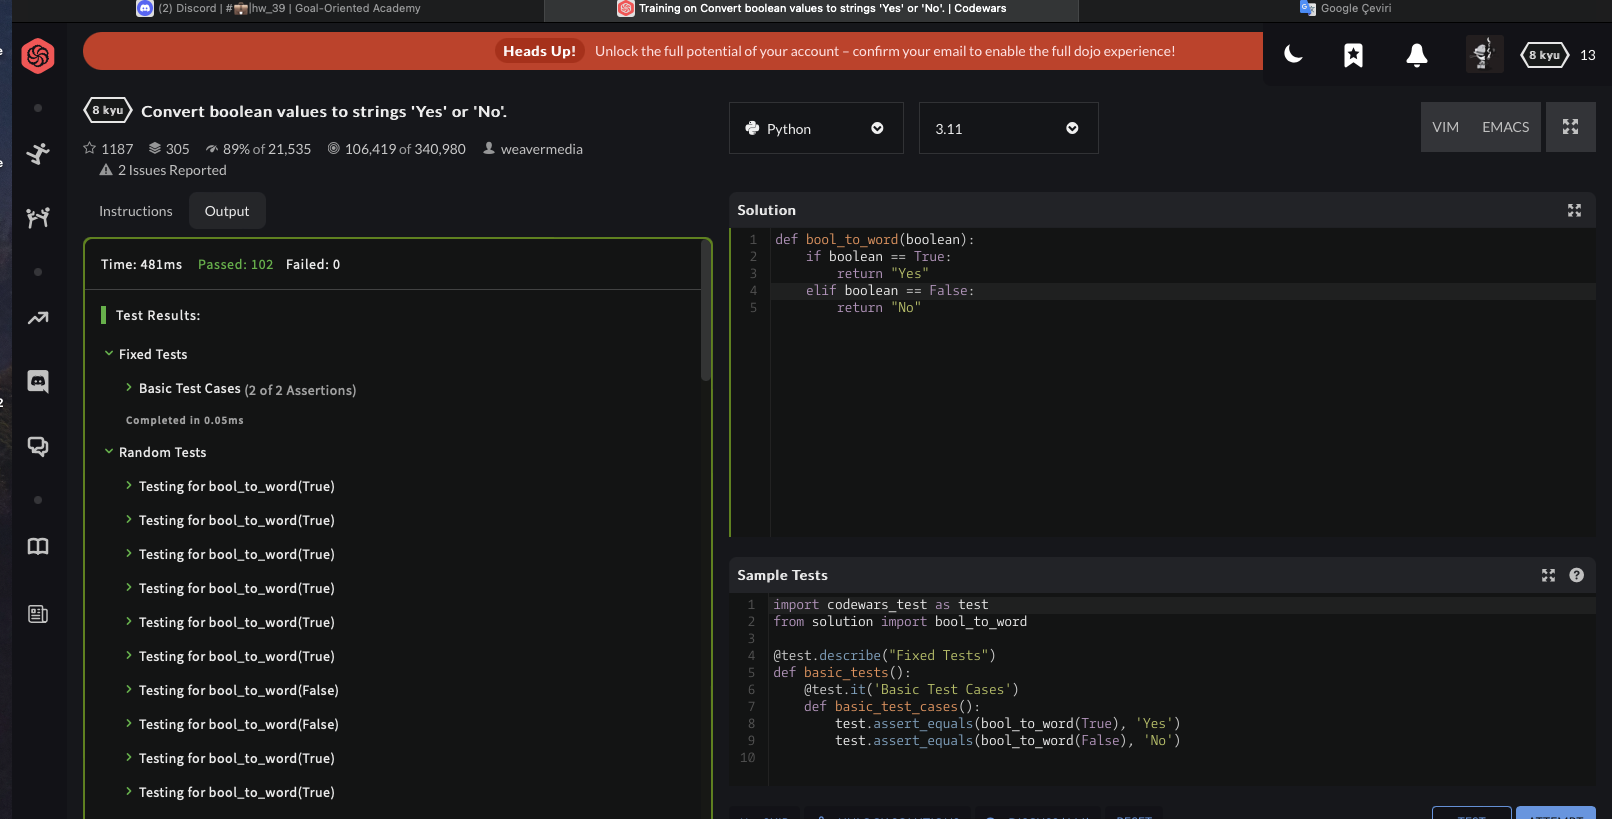 (2) Discord | #💼|hw_39 | Goal-Oriented Academy
Training on Convert boolean values to strings 'Yes' or 'No'. | Codewars
Google Çeviri
Heads Up! Unlock the full potential of your account – confirm your email to enable the full dojo experience!
8 kyu 13
8 kyu Convert boolean values to strings 'Yes' or 'No'.
1187 305 89% of 21,535 106,419 of 340,980 weavermedia
2 Issues Reported
Python
3.11
VIM EMACS
Instructions Output
Time: 481ms Passed: 102 Failed: 0
Test Results:
Fixed Tests
Basic Test Cases (2 of 2 Assertions)
Completed in 0.05ms
Random Tests
Testing for bool_to_word(True)
Testing for bool_to_word(True)
Testing for bool_to_word(True)
Testing for bool_to_word(True)
Testing for bool_to_word(True)
Testing for bool_to_word(True)
Testing for bool_to_word(False)
Testing for bool_to_word(False)
Testing for bool_to_word(True)
Testing for bool_to_word(True)
Solution
1 def bool_to_word(boolean):
2     if boolean == True:
3         return "Yes"
4     elif boolean == False:
5         return "No"
Sample Tests
1 import codewars_test as test
2 from solution import bool_to_word
3
4 @test.describe("Fixed Tests")
5 def basic_tests():
6     @test.it('Basic Test Cases')
7     def basic_test_cases():
8         test.assert_equals(bool_to_word(True), 'Yes')
9         test.assert_equals(bool_to_word(False), 'No')
10